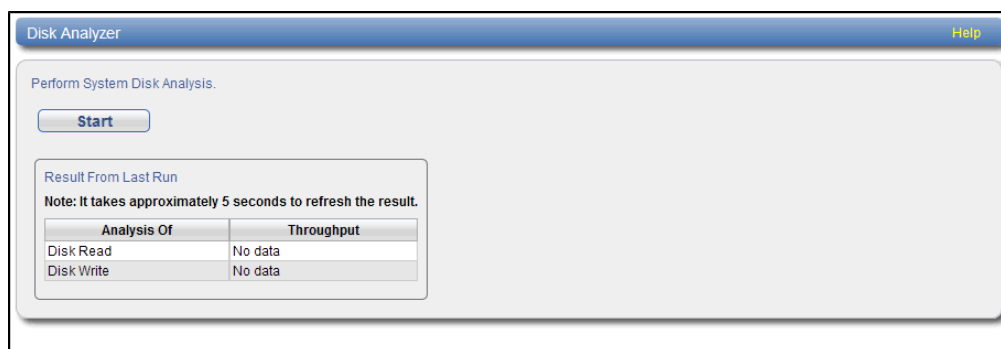 Disk Analyzer Help
Perform System Disk Analysis.
Start
Result From Last Run
Note: It takes approximately 5 seconds to refresh the result.
Analysis Of Throughput
Disk Read No data
Disk Write No data